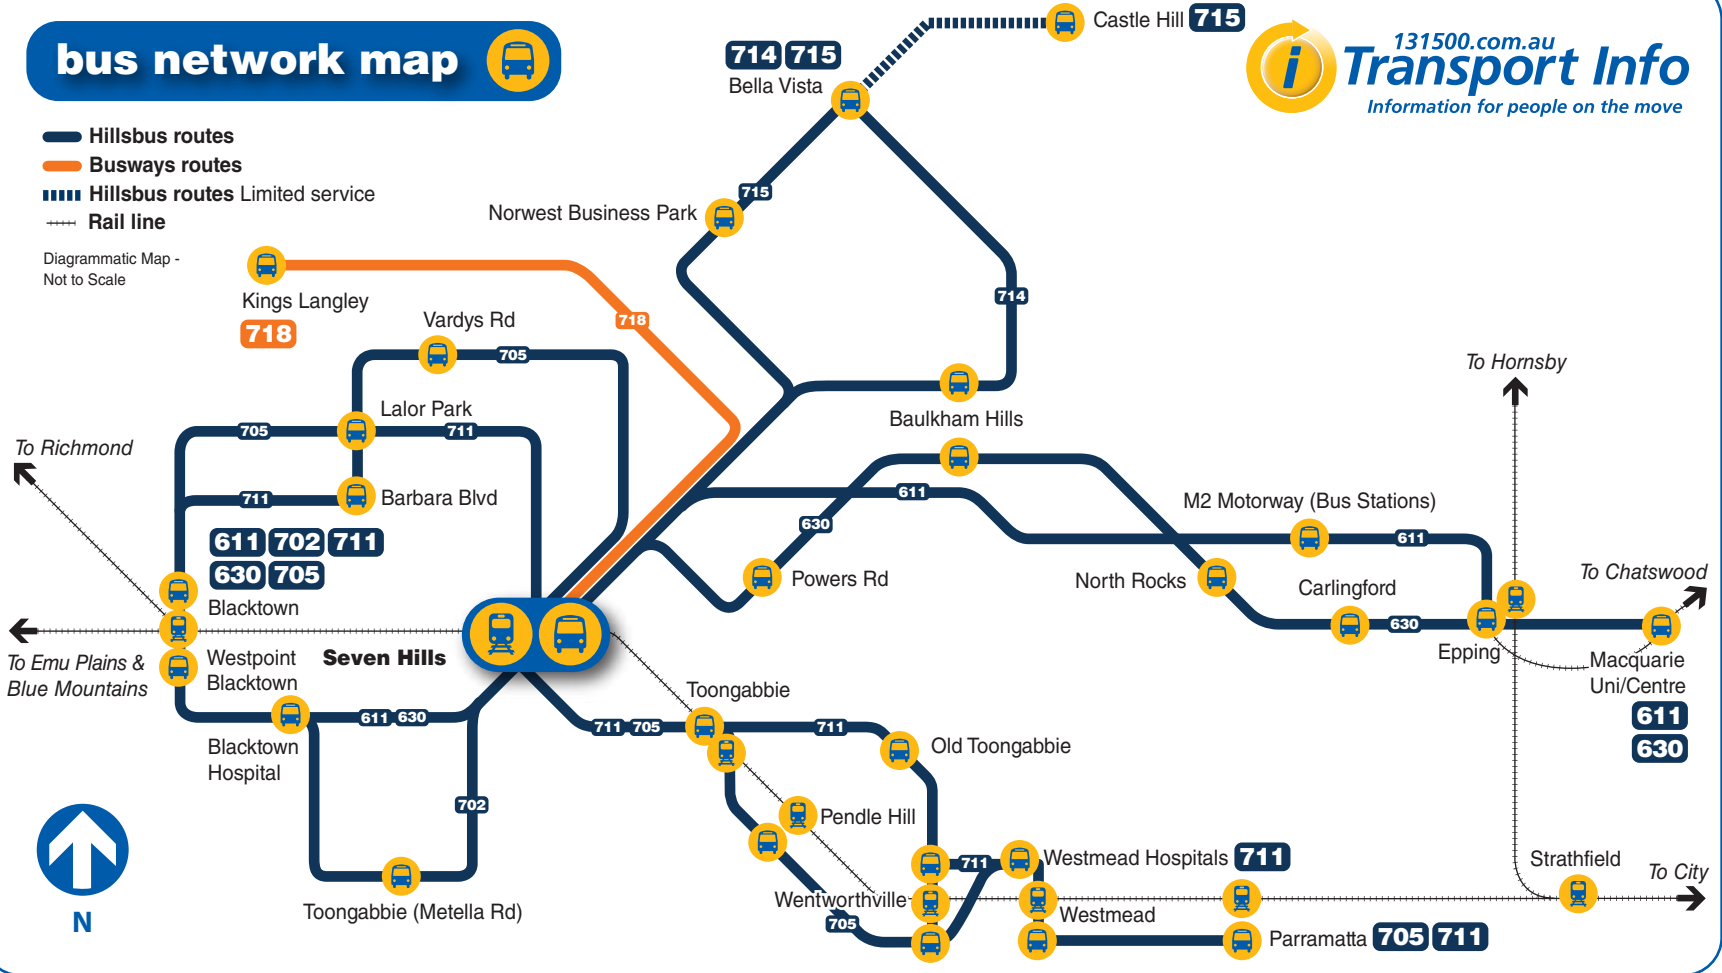 bus network map
Hillsbus routes
Busways routes
Hillsbus routes Limited service
Rail line
Diagrammatic Map -
Not to Scale
131500.com.au
i Transport Info
Information for people on the move
Castle Hill 715
714 715
Bella Vista
715
Norwest Business Park
714
Kings Langley
718
718
Vardys Rd
705
Lalor Park
705
711
Baulkham Hills
To Hornsby
To Richmond
711
Barbara Blvd
611
630
M2 Motorway (Bus Stations)
611
611 702 711
630 705
Blacktown
Powers Rd
North Rocks
Carlingford
To Chatswood
630
Epping
Macquarie
Uni/Centre
611
630
To Emu Plains &
Blue Mountains
Westpoint
Blacktown
Seven Hills
Toongabbie
611 630
Blacktown
Hospital
711 705
711
Old Toongabbie
702
Pendle Hill
Toongabbie (Metella Rd)
711
Westmead Hospitals 711
Strathfield
To City
Wentworthville
Westmead
705
Parramatta 705 711
N